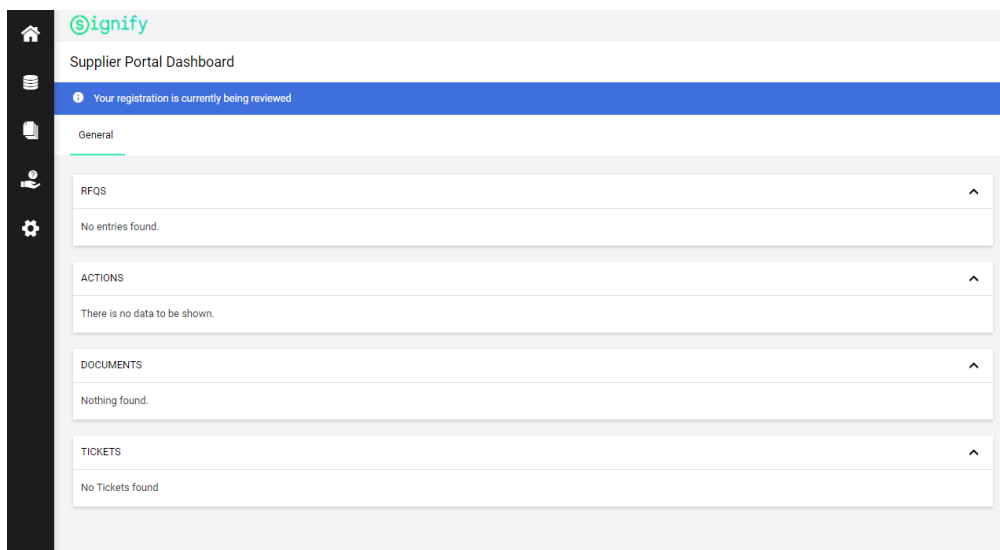 Signify
Supplier Portal Dashboard
Your registration is currently being reviewed
General
RFQS
No entries found.
ACTIONS
There is no data to be shown.
DOCUMENTS
Nothing found.
TICKETS
No Tickets found